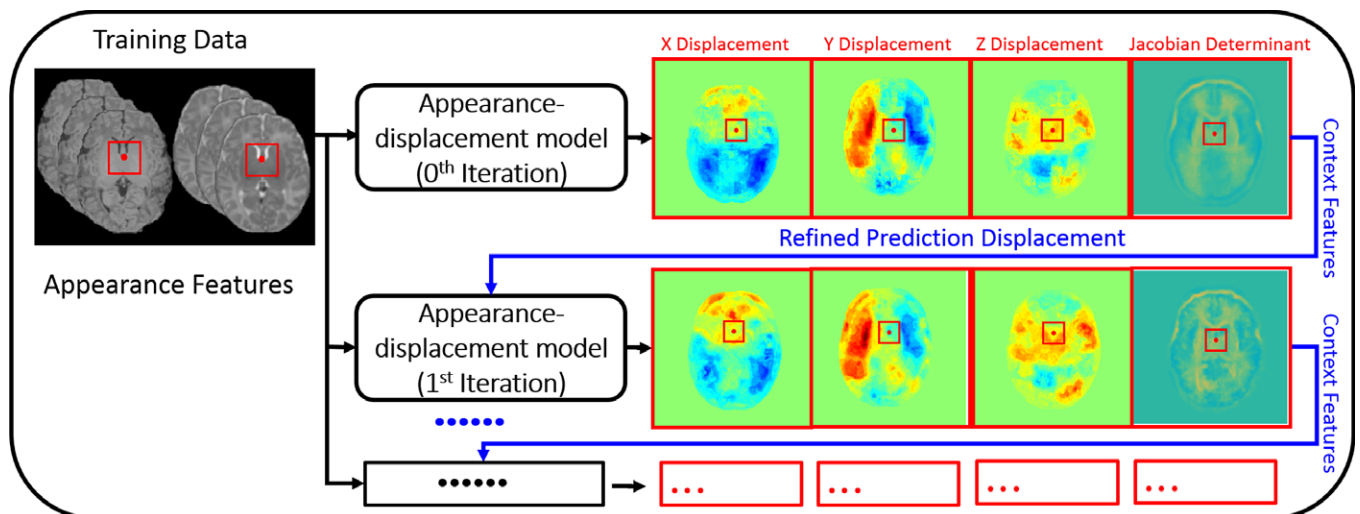 Training Data
X Displacement
Y Displacement
Z Displacement
Jacobian Determinant
Appearance-
displacement model
(0th Iteration)
Context Features
Refined Prediction Displacement
Appearance Features
Appearance-
displacement model
(1st Iteration)
Context Features
••••••
••••••
...
...
...
...